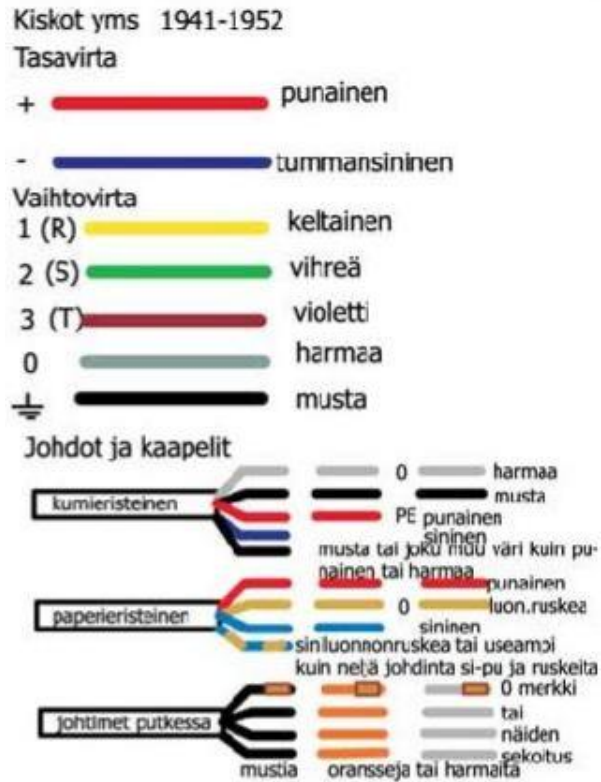 Kiskot yms 1941-1952
Tasavirta
+ punainen
- tummansininen
Vaihtovirta
1 (R) keltainen
2 (S) vihreä
3 (T) violetti
0 harmaa
musta
Johdot ja kaapelit
0 harmaa
musta
kumieristeinen
PE punainen
sininen
musta tai joku muu väri kuin pu-
nainen tai harmaa
punainen
paperieristeinen
0 luon.ruskea
sininen
sin luonnonruskea tai useampi
kuin neljä johdinta si-pu ja ruskeita
0 merkki
johtimet putkessa
tai
näiden
sekoitus
mustia oransseja tai harmaita